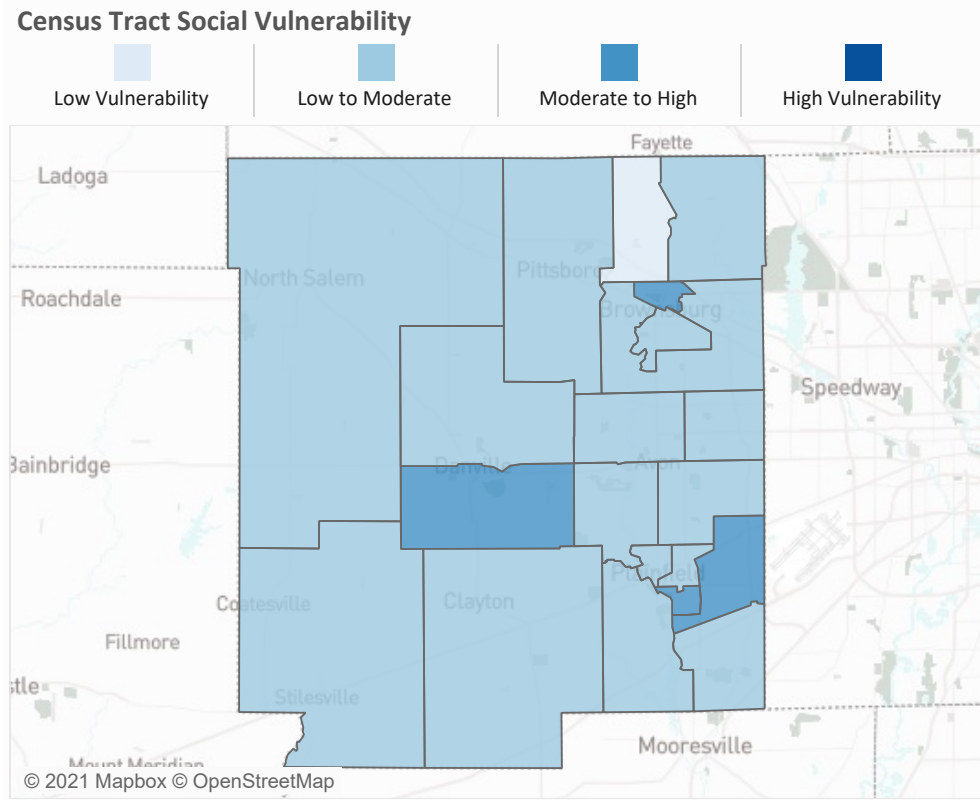 Census Tract Social Vulnerability
Low Vulnerability
Low to Moderate
Moderate to High
High Vulnerability
Fayette
Ladoga
North Salem
Pittsboro
Roachdale
Brownsburg
Speedway
Bainbridge
Danville
Avon
Plainfield
Coatesville
Clayton
Fillmore
stle
Stilesville
Mooresville
Mount Meridian
© 2021 Mapbox © OpenStreetMap